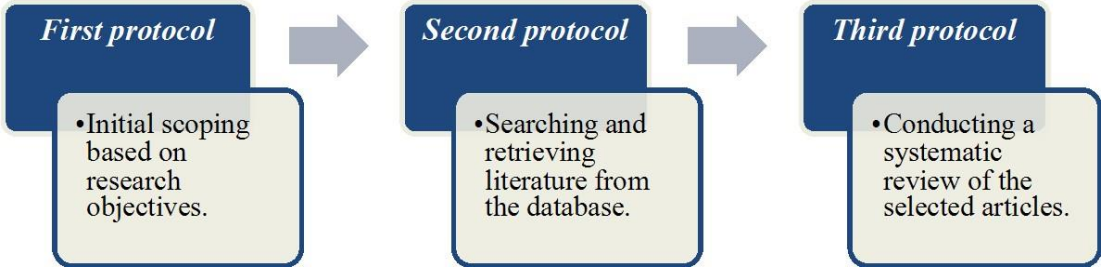 First protocol
•Initial scoping
based on
research
objectives.
Second protocol
•Searching and
retrieving
literature from
the database.
Third protocol
•Conducting a
systematic
review of the
selected articles.